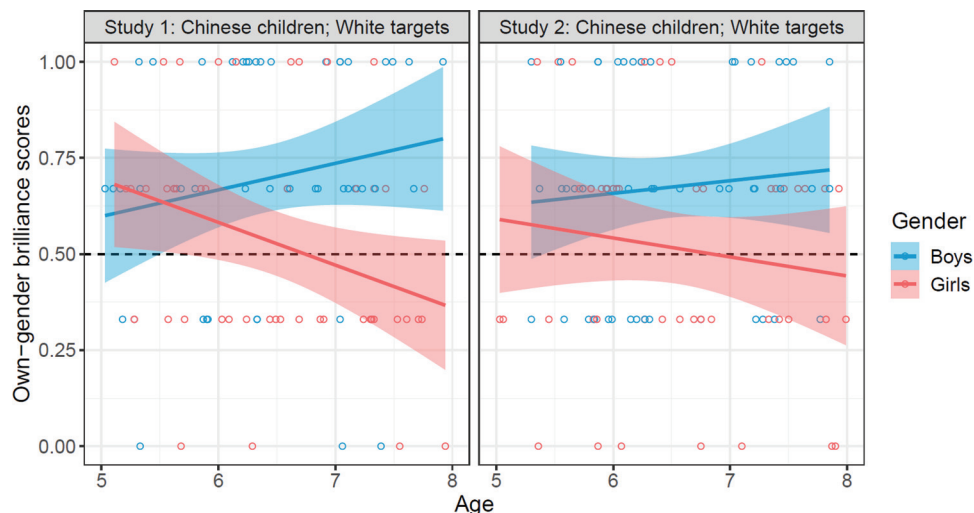 Study 1: Chinese children; White targets
Study 2: Chinese children; White targets
Own−gender brilliance scores
1.00
0.75
0.50
0.25
0.00
5
6
7
8
5
6
7
8
Age
Gender
Boys
Girls